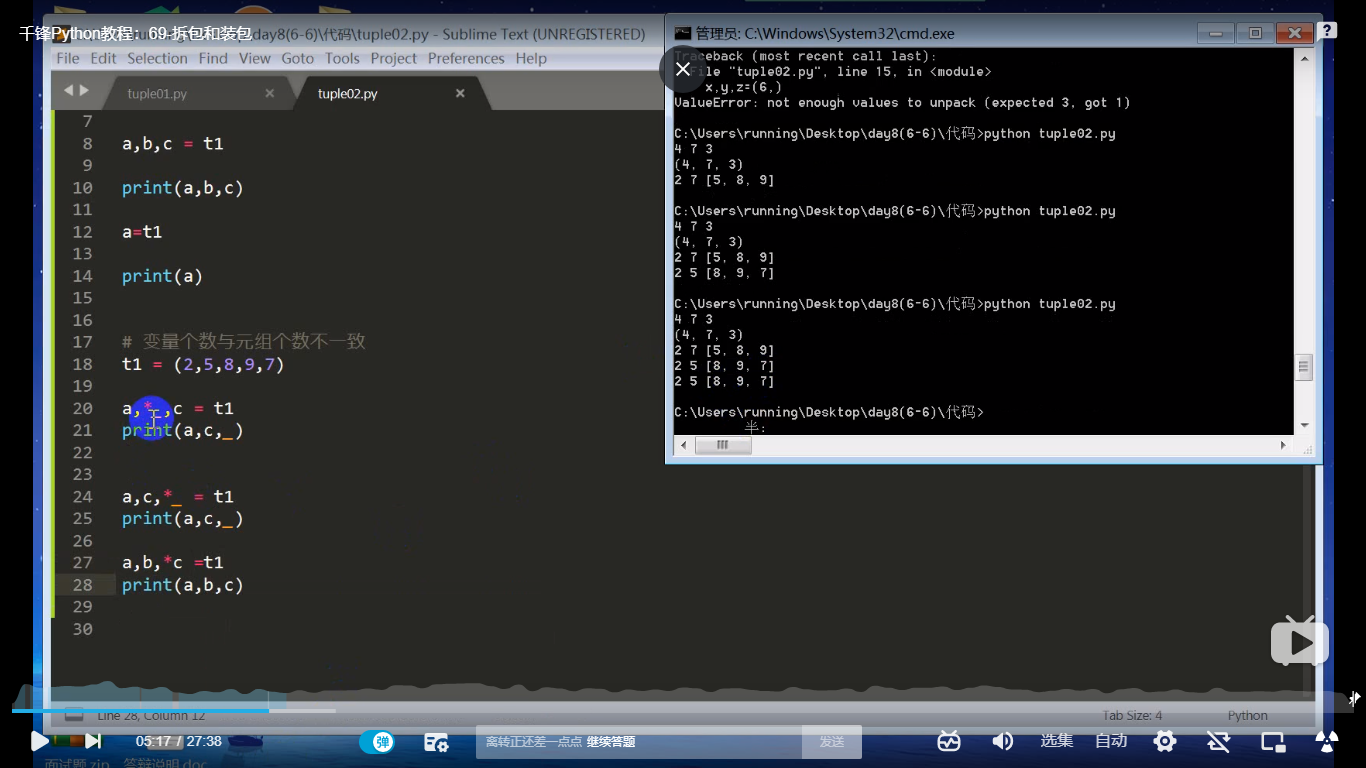 千锋Python教程：69.拆包和装包
day8(6-6)\代码\tuple02.py - Sublime Text (UNREGISTERED)
File Edit Selection Find View Goto Tools Project Preferences Help
tuple01.py
tuple02.py
7
8 a,b,c = t1
9
10 print(a,b,c)
11
12 a=t1
13
14 print(a)
15
16
17 # 变量个数与元组个数不一致
18 t1 = (2,5,8,9,7)
19
20 a,*_,c = t1
21 print(a,c,_)
22
23
24 a,c,*_ = t1
25 print(a,c,_)
26
27 a,b,*c =t1
28 print(a,b,c)
29
30
管理员: C:\Windows\System32\cmd.exe
Traceback (most recent call last):
File "tuple02.py", line 15, in <module>
x,y,z=(6,)
ValueError: not enough values to unpack (expected 3, got 1)
C:\Users\running\Desktop\day8(6-6)\代码>python tuple02.py
4 7 3
(4, 7, 3)
2 7 [5, 8, 9]
C:\Users\running\Desktop\day8(6-6)\代码>python tuple02.py
4 7 3
(4, 7, 3)
2 7 [5, 8, 9]
2 5 [8, 9, 7]
C:\Users\running\Desktop\day8(6-6)\代码>python tuple02.py
4 7 3
(4, 7, 3)
2 7 [5, 8, 9]
2 5 [8, 9, 7]
2 5 [8, 9, 7]
C:\Users\running\Desktop\day8(6-6)\代码>
半:
Line 28, Column 12
Tab Size: 4
Python
05:17 / 27:38
弹
离转正还差一点点 继续答题
发送
选集
自动
面试题.zip
答辩说明.doc